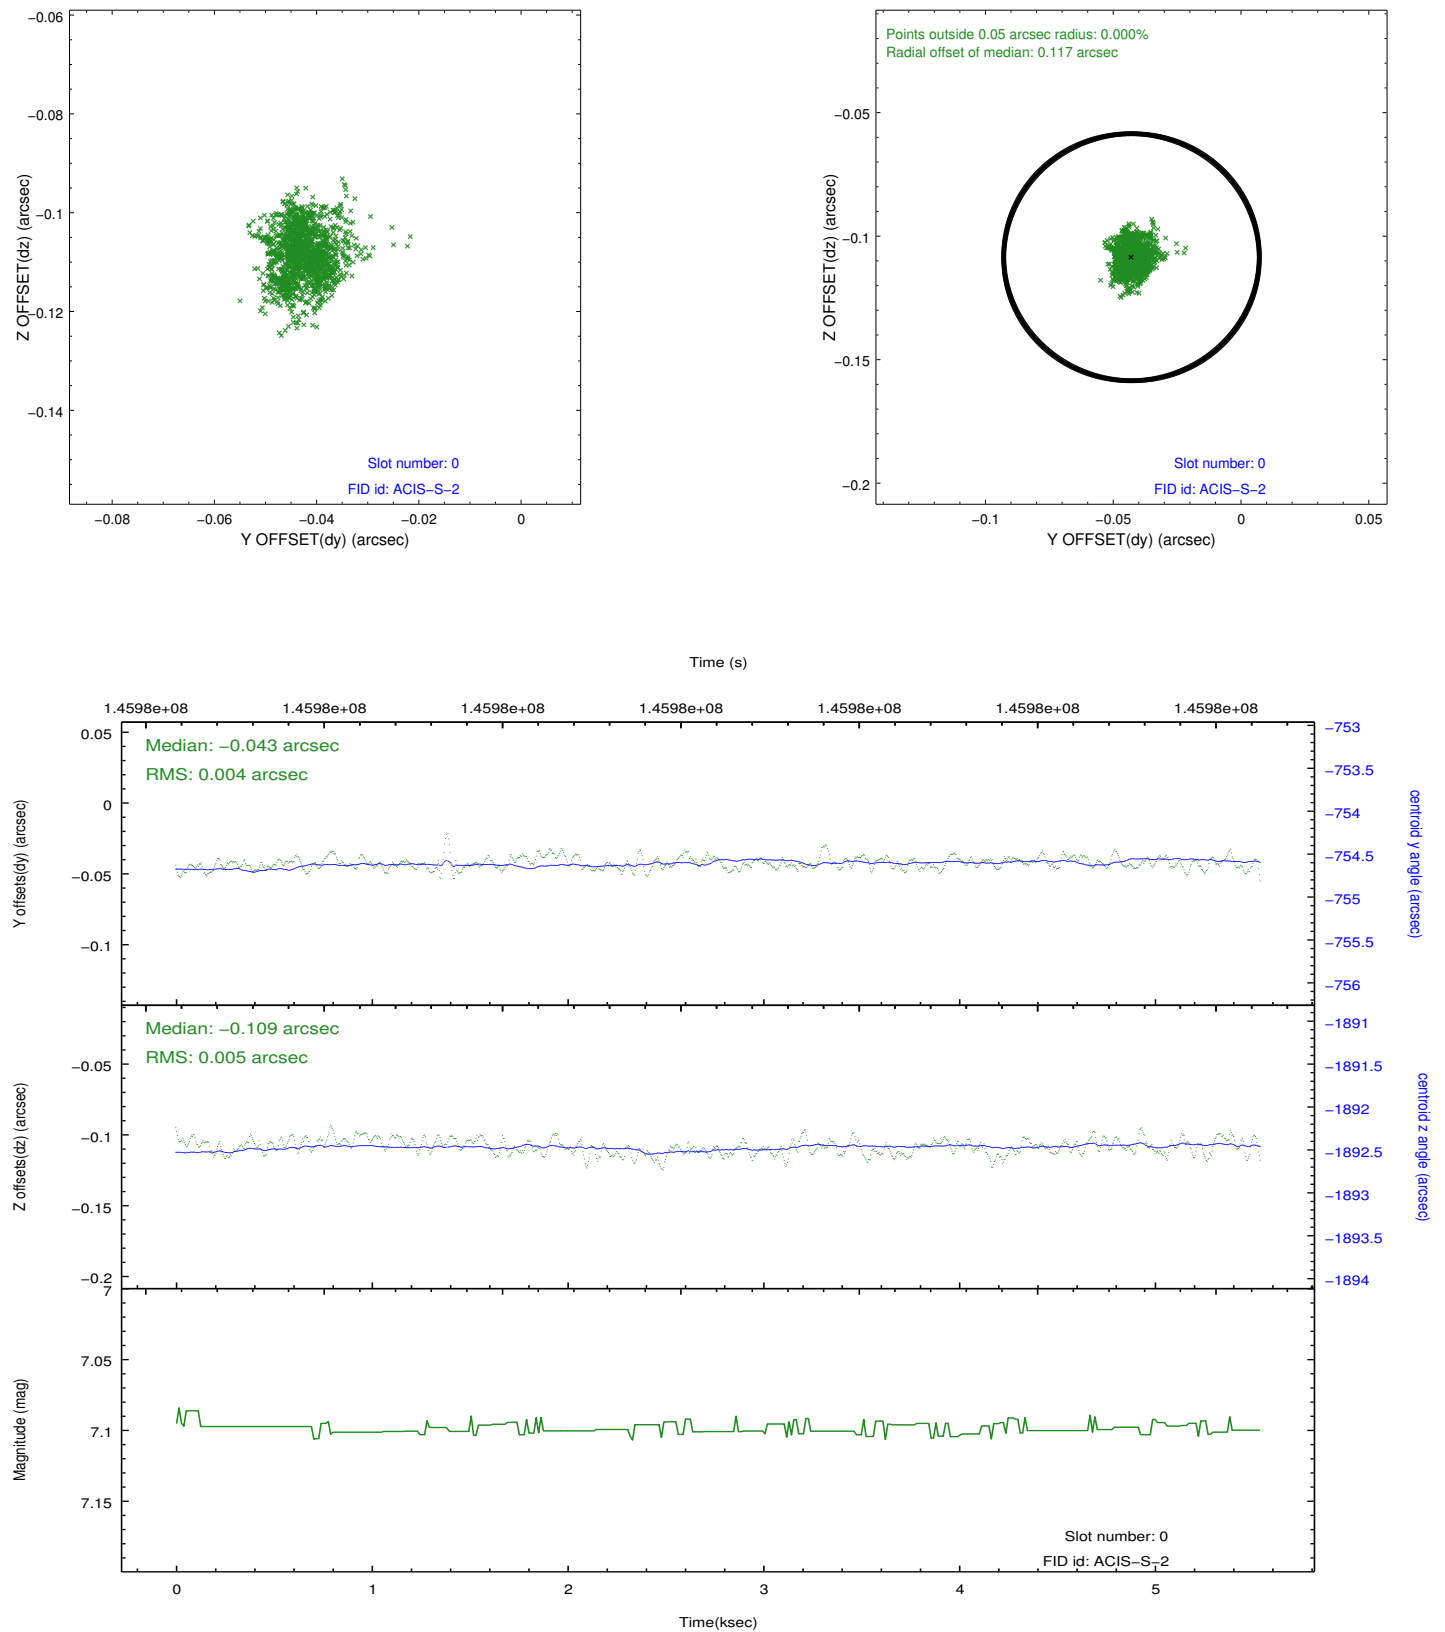 −0.06
−0.08
−0.1
−0.12
−0.14
Z OFFSET(dz) (arcsec)
Slot number: 0
FID id: ACIS−S−2
−0.08
−0.06
−0.04
−0.02
0
Y OFFSET(dy) (arcsec)
Points outside 0.05 arcsec radius: 0.000%
Radial offset of median: 0.117 arcsec
−0.05
−0.1
−0.15
−0.2
Z OFFSET(dz) (arcsec)
Slot number: 0
FID id: ACIS−S−2
−0.1
−0.05
0
0.05
Y OFFSET(dy) (arcsec)
Time (s)
1.4598e+08
1.4598e+08
1.4598e+08
1.4598e+08
1.4598e+08
1.4598e+08
1.4598e+08
Median: −0.043 arcsec
RMS: 0.004 arcsec
0.05
0
−0.05
−0.1
Y offsets(dy) (arcsec)
−753
−753.5
−754
−754.5
−755
−755.5
−756
centroid y angle (arcsec)
Median: −0.109 arcsec
RMS: 0.005 arcsec
−0.05
−0.1
−0.15
−0.2
Z offsets(dz) (arcsec)
−1891
−1891.5
−1892
−1892.5
−1893
−1893.5
−1894
centroid z angle (arcsec)
7
7.05
7.1
7.15
Magnitude (mag)
Slot number: 0
FID id: ACIS−S−2
0
1
2
3
4
5
Time(ksec)